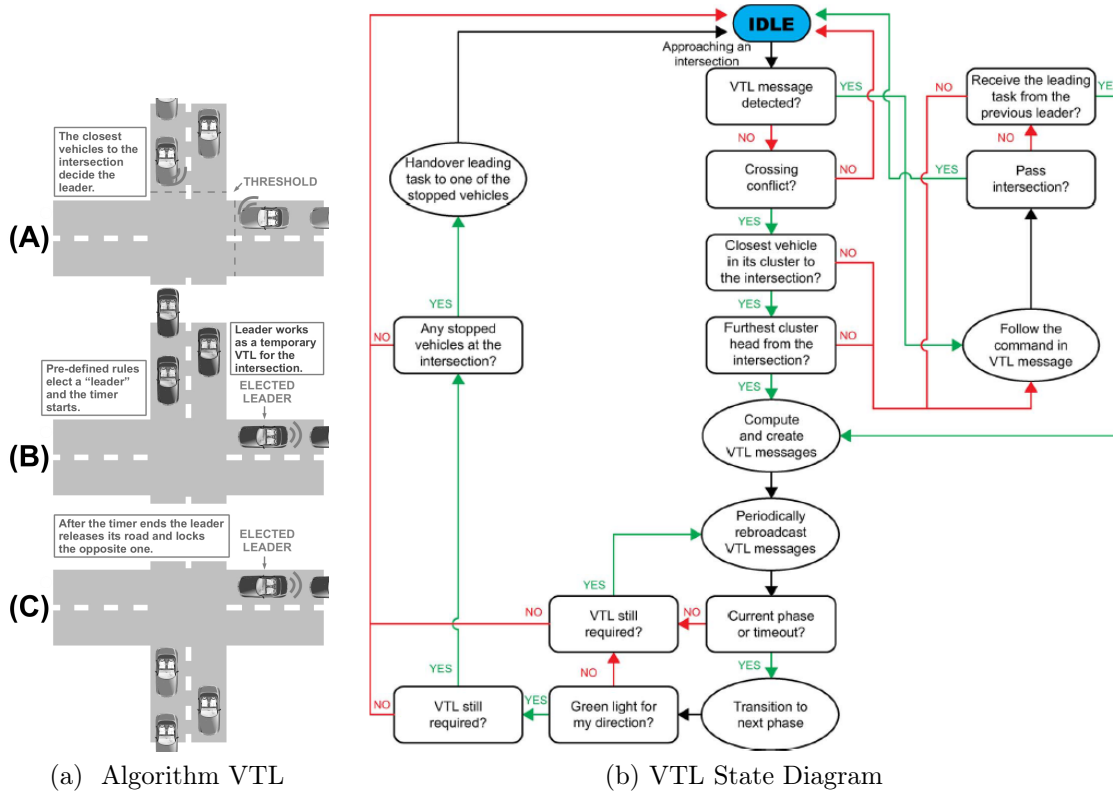 The closest
vehicles to the
intersection
decide the
leader.
THRESHOLD
(A)
Leader works
as a temporary
VTL for the
intersection.
Pre-defined rules
elect a “leader”
and the timer
starts.
ELECTED
LEADER
(B)
After the timer ends the leader
releases its road and locks
the opposite one.
ELECTED
LEADER
(C)
(a) Algorithm VTL
IDLE
Approaching an
intersection
VTL message
detected?
YES
NO
Crossing
conflict?
NO
YES
Closest vehicle
in its cluster to
the intersection?
NO
YES
Furthest cluster
head from the
intersection?
NO
YES
Compute
and create
VTL messages
Periodically
rebroadcast
VTL messages
Current phase
or timeout?
NO
YES
Transition to
next phase
Green light for
my direction?
NO
YES
VTL still
required?
NO
YES
VTL still
required?
NO
YES
Any stopped
vehicles at the
intersection?
NO
YES
Handover leading
task to one of the
stopped vehicles
Receive the leading
task from the
previous leader?
NO
YE
Pass
intersection?
NO
YES
Follow the
command in
VTL message
(b) VTL State Diagram